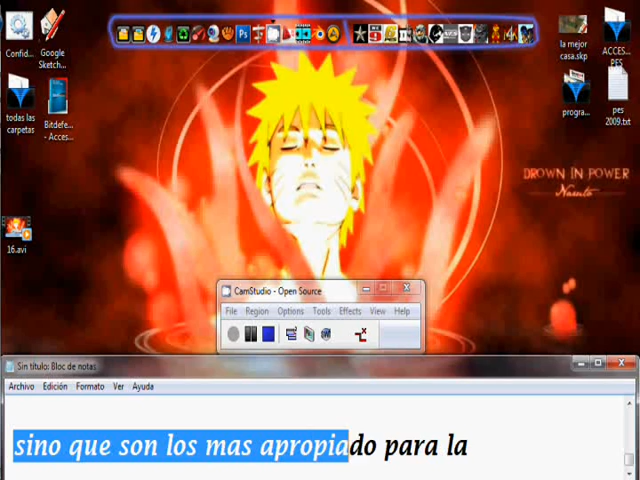 Confid...
Google
Sketch...
todas las
carpetas
Bitdefe...
- Acces...
16.avi
la mejor
casa.skp
ACCES...
PES
progra...
pes
2009.txt
Ps
DROWN IN POWER
Naruto
CamStudio - Open Source
File Region Options Tools Effects View Help
Sin título: Bloc de notas
Archivo Edición Formato Ver Ayuda
sino que son los mas apropiado para la